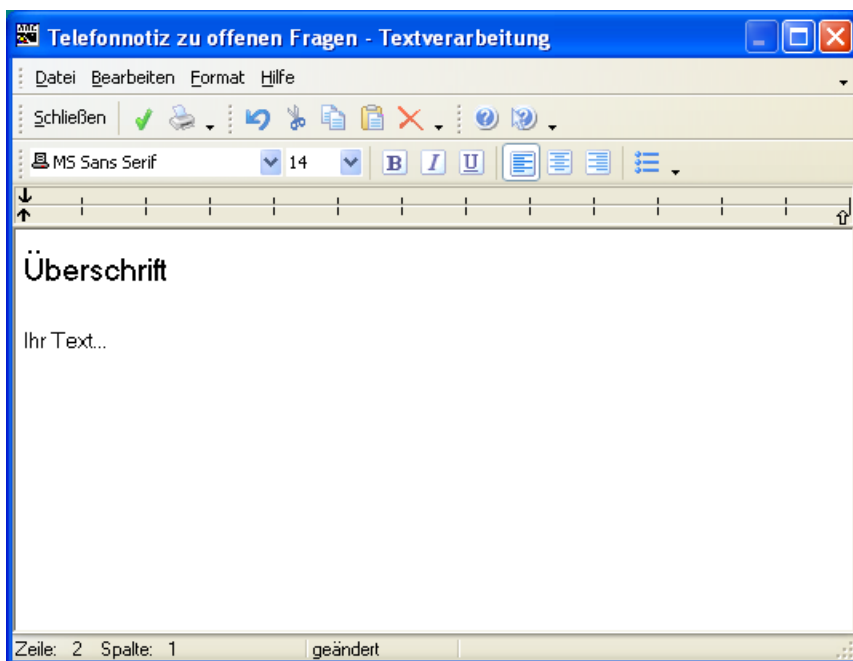 Telefonnotiz zu offenen Fragen - Textverarbeitung
Datei Bearbeiten Format Hilfe
Schließen
MS Sans Serif 14 B I U
Überschrift
Ihr Text...
Zeile: 2 Spalte: 1 geändert